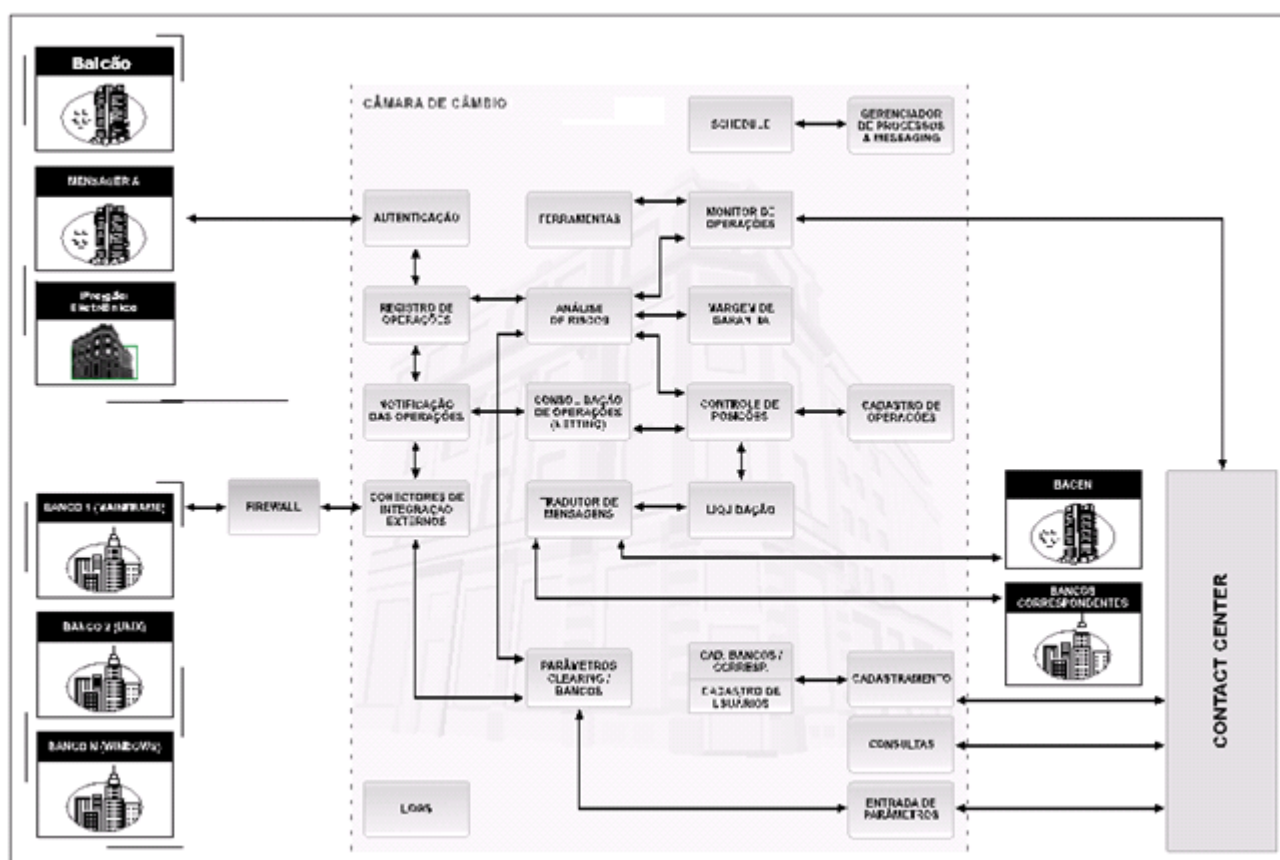 Balcão
MENSAGERIA
Pregão
Eletrônico
BANCO 1 (MAINFRAME)
BANCO 2 (UNIX)
BANCO N (WINDOWS)
FIREWALL
CÂMARA DE CÂMBIO
SCHEDULE
GERENCIADOR
DE PROCESSOS
& MESSAGING
AUTENTICAÇÃO
FERRAMENTAS
MONITOR DE
OPERAÇÕES
REGISTRO DE
OPERAÇÕES
ANÁLISE
DE RISCOS
MARGEM DE
GARANTIA
NOTIFICAÇÃO
DAS OPERAÇÕES
CONSOLIDAÇÃO
DE OPERAÇÕES
(NETTING)
CONTROLE DE
POSIÇÕES
CADASTRO DE
OPERAÇÕES
CONECTORES DE
INTEGRAÇÃO
EXTERNOS
TRADUTOR DE
MENSAGENS
LIQUIDAÇÃO
PARÂMETROS
CLEARING /
BANCOS
CAD. BANCOS /
CORRESP.
CADASTRO DE
USUÁRIOS
CADASTRAMENTO
CONSULTAS
LOGS
ENTRADA DE
PARÂMETROS
BACEN
BANCOS
CORRESPONDENTES
CONTACT CENTER